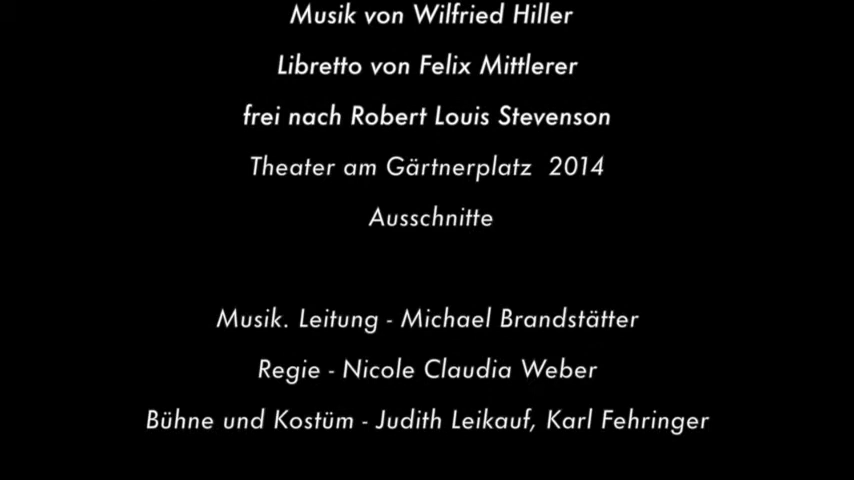 Musik von Wilfried Hiller
Libretto von Felix Mittlerer
frei nach Robert Louis Stevenson
Theater am Gärtnerplatz 2014
Ausschnitte
Musik. Leitung - Michael Brandstätter
Regie - Nicole Claudia Weber
Bühne und Kostüm - Judith Leikauf, Karl Fehringer